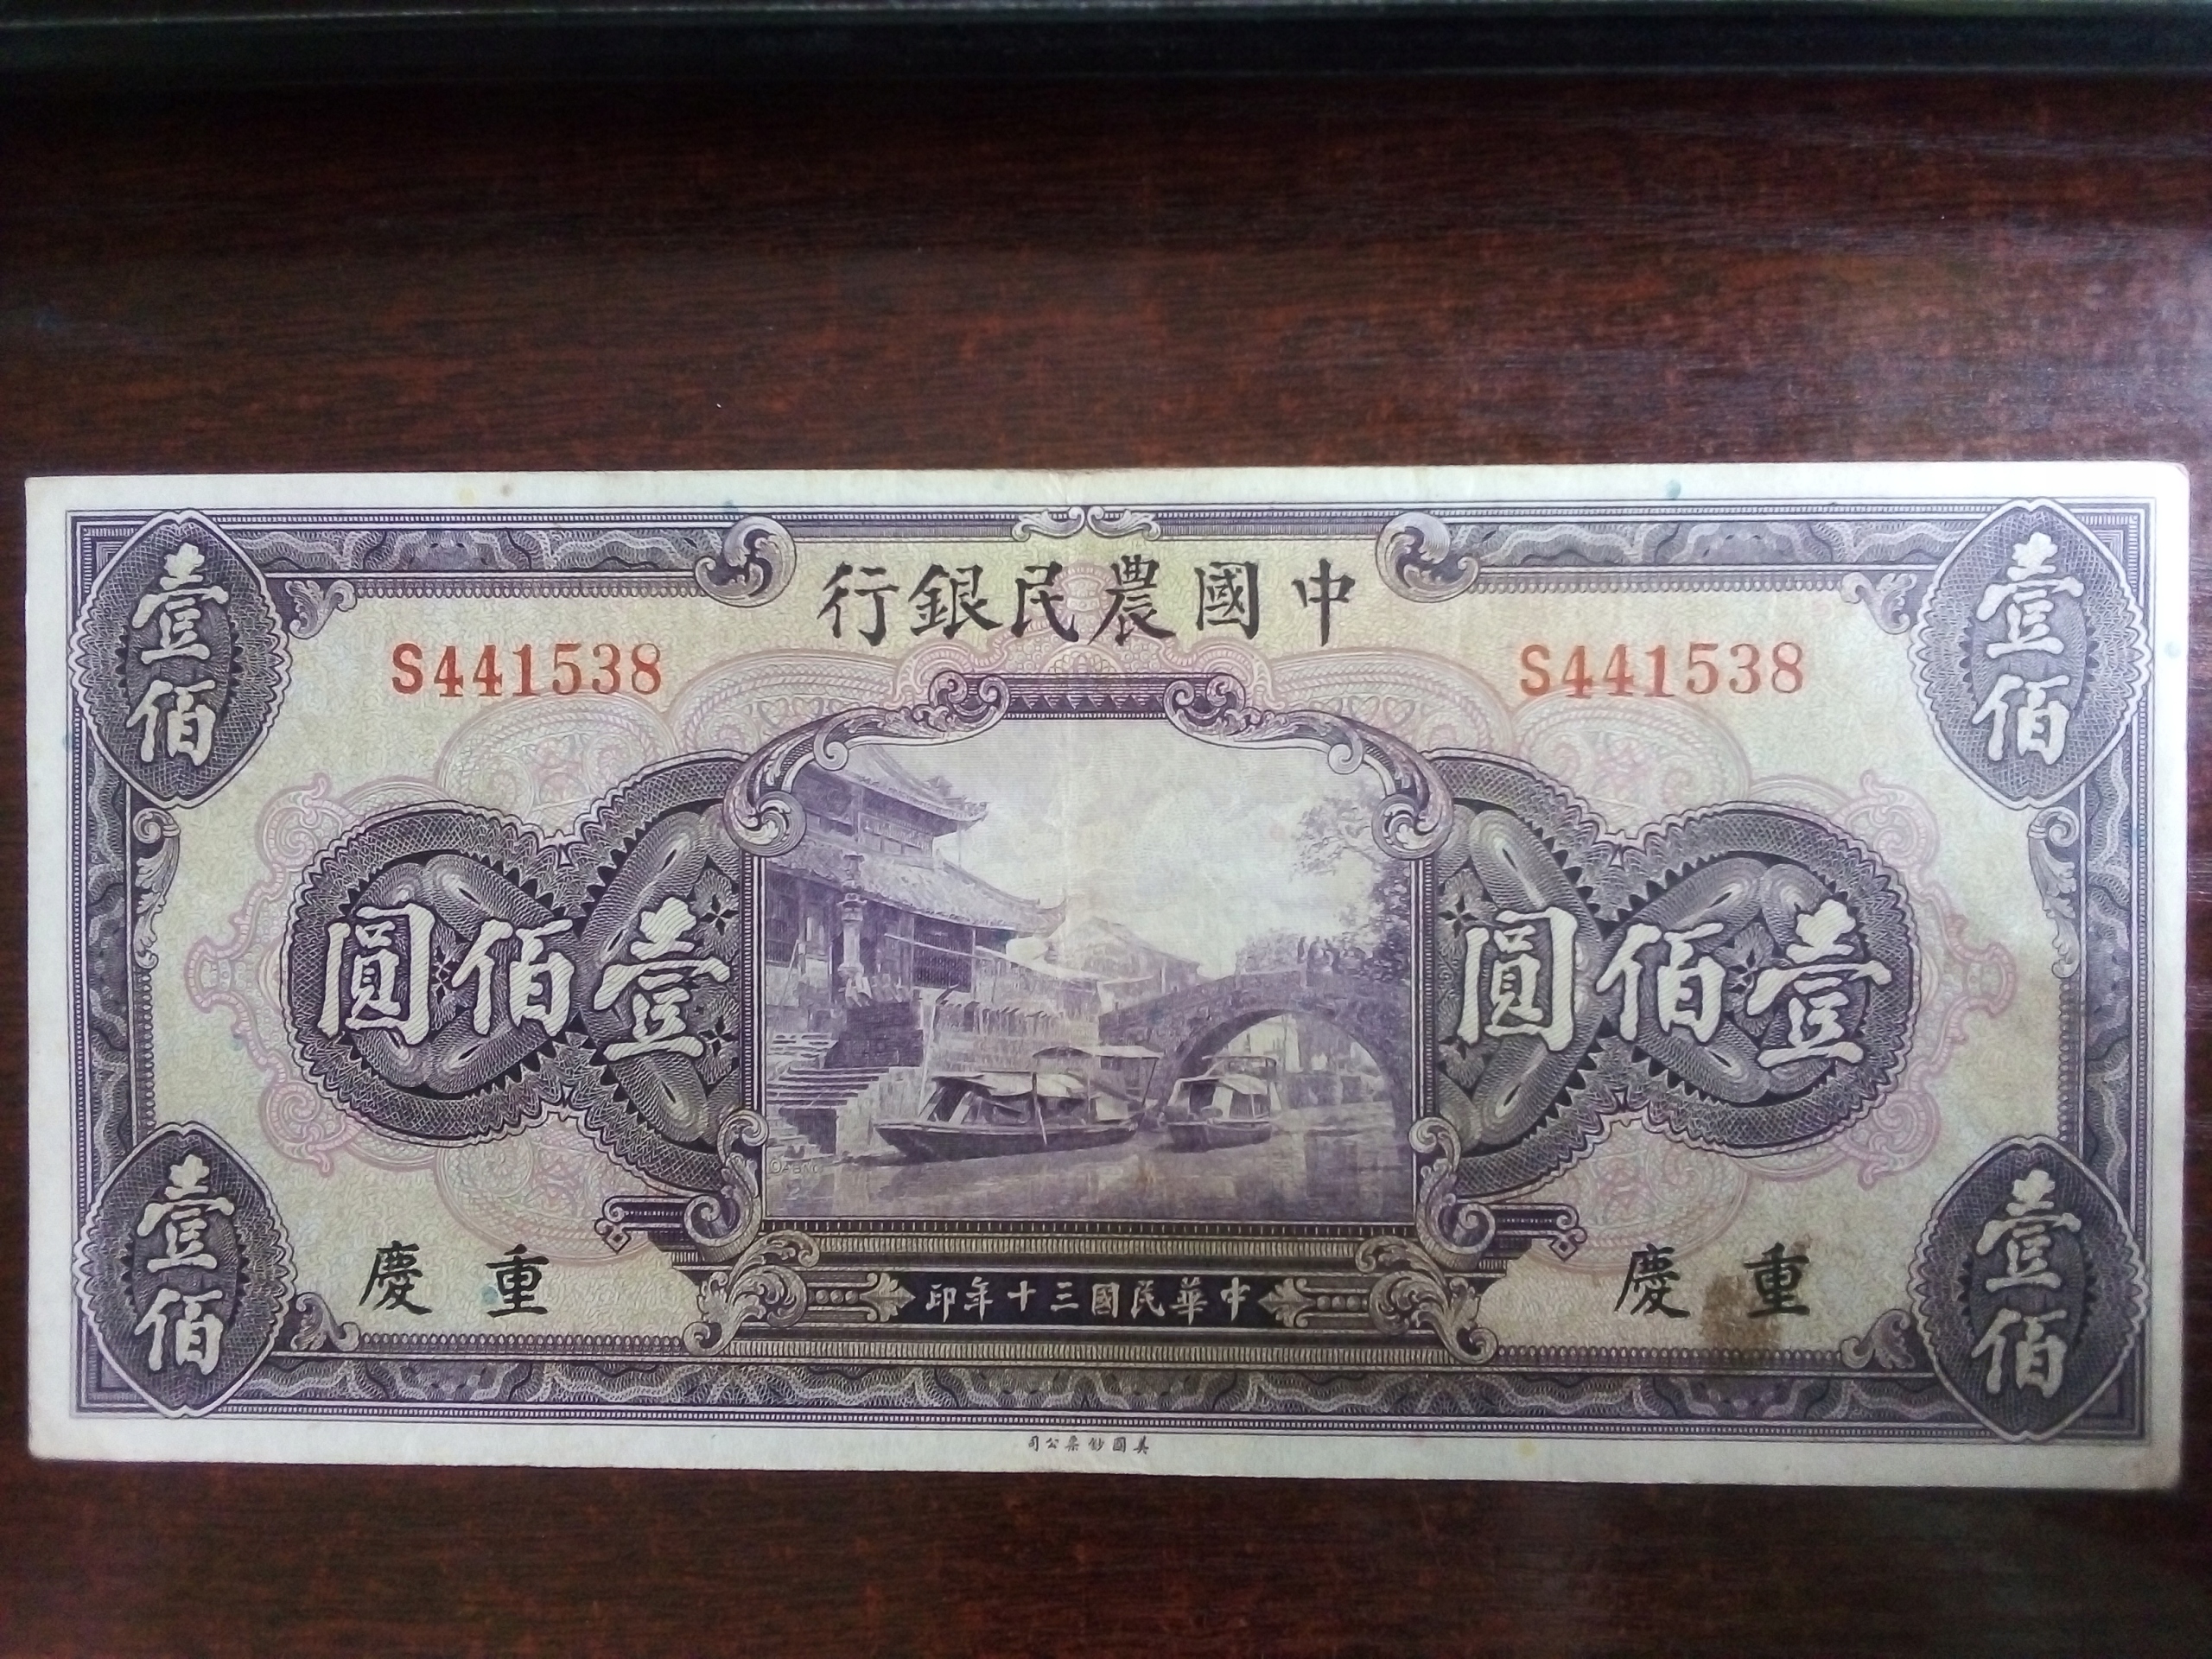 中國農民銀行
壹佰
壹佰
S441538
S441538
壹佰圓
壹佰圓
重慶
重慶
壹佰
壹佰
中華民國三十年印
美國鈔票公司